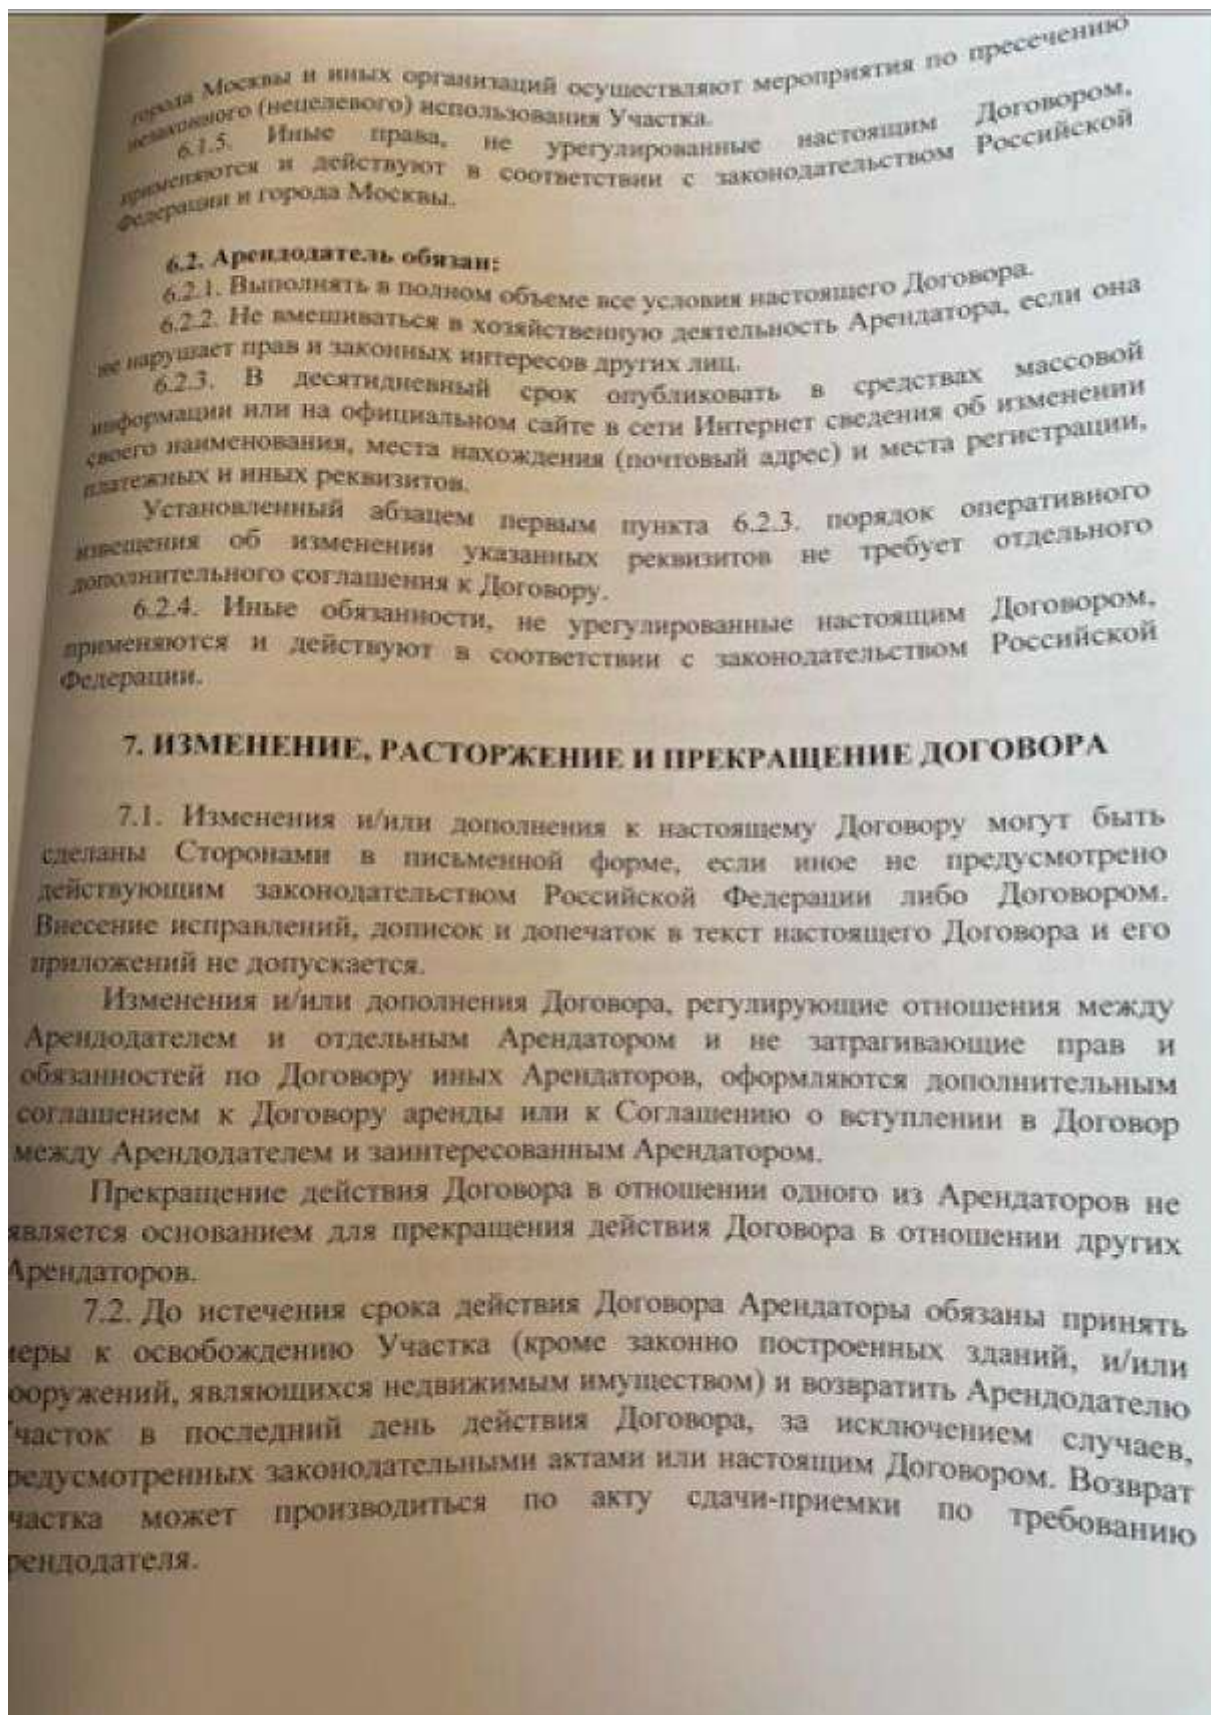 города Москвы и иных организаций осуществляют мероприятия по пресечению
незаконного (нецелевого) использования Участка.
6.1.5. Иные права, не урегулированные настоящим Договором,
применяются и действуют в соответствии с законодательством Российской
Федерации и города Москвы.
6.2. Арендодатель обязан:
6.2.1. Выполнять в полном объеме все условия настоящего Договора.
6.2.2. Не вмешиваться в хозяйственную деятельность Арендатора, если она
не нарушает прав и законных интересов других лиц.
6.2.3. В десятидневный срок опубликовать в средствах массовой
информации или на официальном сайте в сети Интернет сведения об изменении
своего наименования, места нахождения (почтовый адрес) и места регистрации,
платежных и иных реквизитов.
Установленный абзацем первым пункта 6.2.3. порядок оперативного
извещения об изменении указанных реквизитов не требует отдельного
дополнительного соглашения к Договору.
6.2.4. Иные обязанности, не урегулированные настоящим Договором,
применяются и действуют в соответствии с законодательством Российской
Федерации.
7. ИЗМЕНЕНИЕ, РАСТОРЖЕНИЕ И ПРЕКРАЩЕНИЕ ДОГОВОРА
7.1. Изменения и/или дополнения к настоящему Договору могут быть
сделаны Сторонами в письменной форме, если иное не предусмотрено
действующим законодательством Российской Федерации либо Договором.
Внесение исправлений, дописок и допечаток в текст настоящего Договора и его
приложений не допускается.
Изменения и/или дополнения Договора, регулирующие отношения между
Арендодателем и отдельным Арендатором и не затрагивающие прав и
обязанностей по Договору иных Арендаторов, оформляются дополнительным
соглашением к Договору аренды или к Соглашению о вступлении в Договор
между Арендодателем и заинтересованным Арендатором.
Прекращение действия Договора в отношении одного из Арендаторов не
является основанием для прекращения действия Договора в отношении других
Арендаторов.
7.2. До истечения срока действия Договора Арендаторы обязаны принять
меры к освобождению Участка (кроме законно построенных зданий, и/или
ооружений, являющихся недвижимым имуществом) и возвратить Арендодателю
часток в последний день действия Договора, за исключением случаев,
редусмотренных законодательными актами или настоящим Договором. Возврат
частка может производиться по акту сдачи-приемки по требованию
рендодателя.